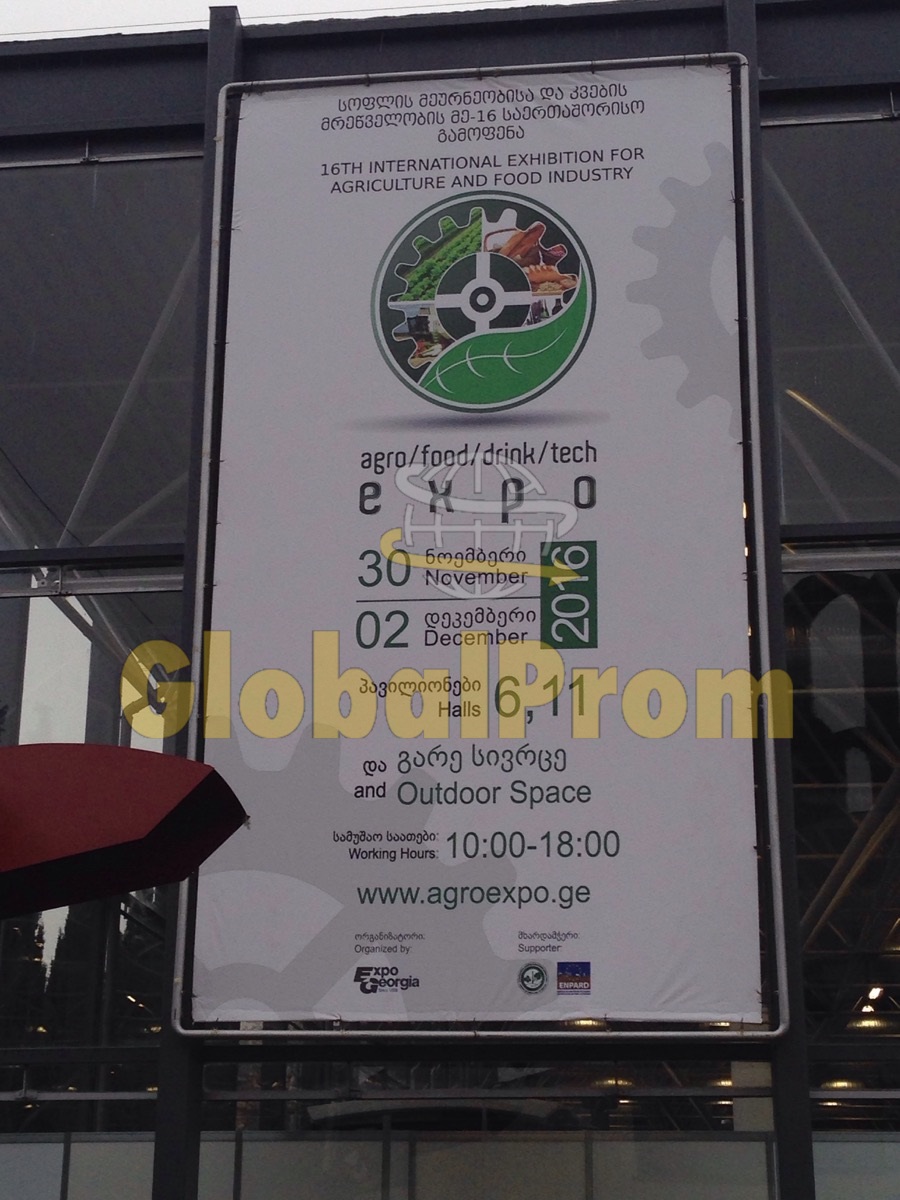 სოფლის მეურნეობისა და კვების
მრეწველობის მე-16 საერთაშორისო
გამოფენა
16TH INTERNATIONAL EXHIBITION FOR
AGRICULTURE AND FOOD INDUSTRY
agro/food/drink/tech
expo
30 ნოემბერი
November
2016
02 დეკემბერი
December
GlobalProm
პავილიონები
Halls 6,11
და გარე სივრცე
and Outdoor Space
სამუშაო საათები:
Working Hours: 10:00-18:00
www.agroexpo.ge
ორგანიზატორი:
Organized by:
Expo
Georgia
მხარდამჭერი:
Supporter:
ENPARD